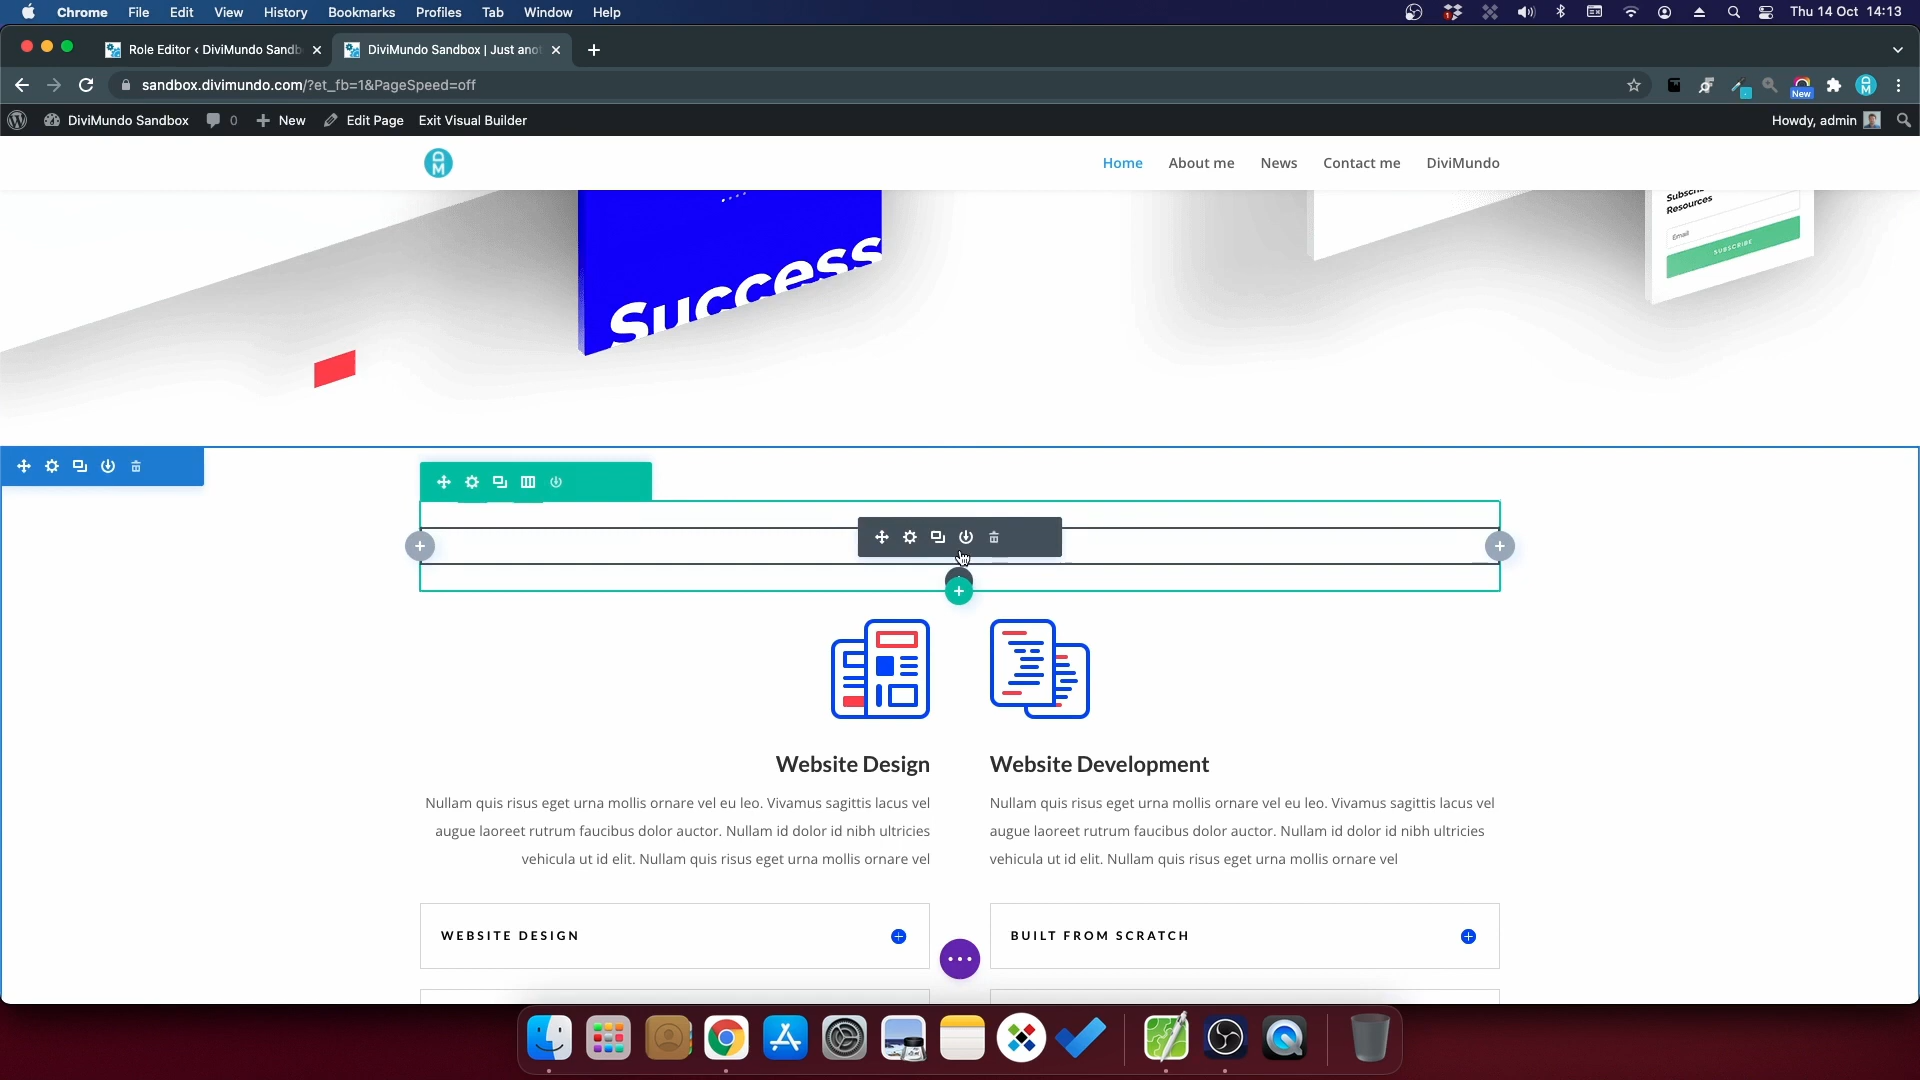 Chrome File Edit View History Bookmarks Profiles Tab Window Help
Thu 14 Oct 14:13
Role Editor ‹ DiviMundo Sandb
DiviMundo Sandbox | Just anot
sandbox.divimundo.com/?et_fb=1&PageSpeed=off
New
DiviMundo Sandbox 0 New Edit Page Exit Visual Builder
Howdy, admin
DM
Home About me News Contact me DiviMundo
Success
Resources
Email
SUBSCRIBE
Website Design
Website Development
Nullam quis risus eget urna mollis ornare vel eu leo. Vivamus sagittis lacus vel
augue laoreet rutrum faucibus dolor auctor. Nullam id dolor id nibh ultricies
vehicula ut id elit. Nullam quis risus eget urna mollis ornare vel
Nullam quis risus eget urna mollis ornare vel eu leo. Vivamus sagittis lacus vel
augue laoreet rutrum faucibus dolor auctor. Nullam id dolor id nibh ultricies
vehicula ut id elit. Nullam quis risus eget urna mollis ornare vel
WEBSITE DESIGN
BUILT FROM SCRATCH